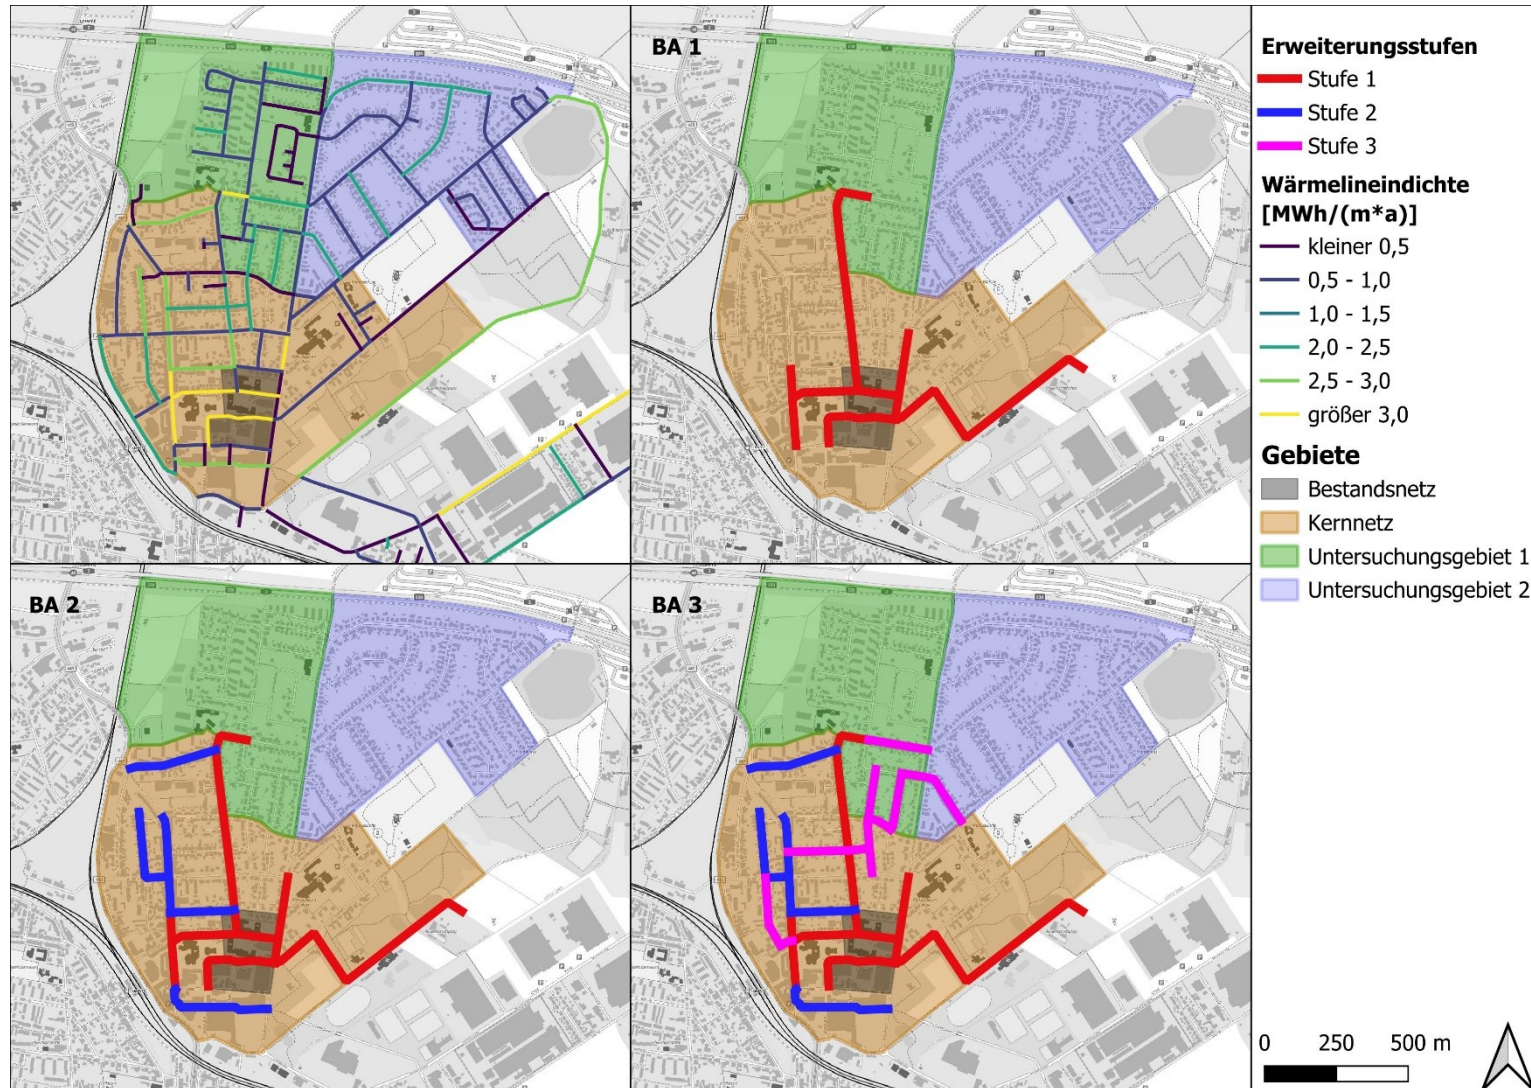 BA 1
BA 2
BA 3
Erweiterungsstufen
Stufe 1
Stufe 2
Stufe 3
Wärmelineindichte
[MWh/(m*a)]
kleiner 0,5
0,5 - 1,0
1,0 - 1,5
2,0 - 2,5
2,5 - 3,0
größer 3,0
Gebiete
Bestandsnetz
Kernnetz
Untersuchungsgebiet 1
Untersuchungsgebiet 2
0 250 500 m